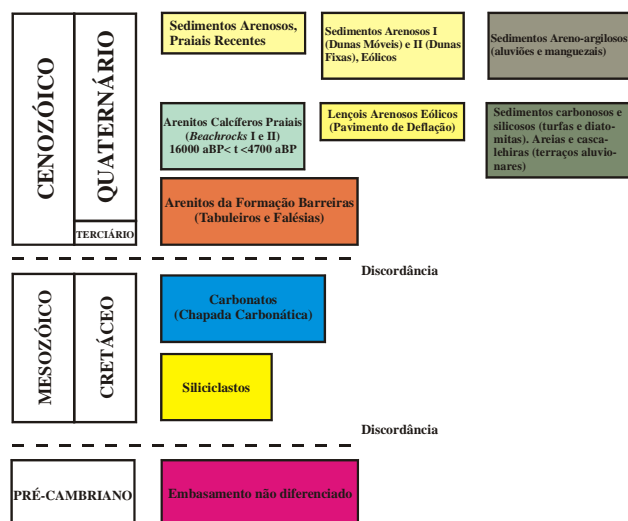 CENOZÓICO
QUATERNÁRIO
TERCIÁRIO
Sedimentos Arenosos,
Praiais Recentes
Sedimentos Arenosos I
(Dunas Móveis) e II (Dunas
Fixas), Eólicos
Sedimentos Areno-argilosos
(aluviões e manguezais)
Arenitos Calcíferos Praiais
(Beachrocks I e II)
16000 aBP< t <4700 aBP
Lençois Arenosos Eólicos
(Pavimento de Deflação)
Sedimentos carbonosos e
silicosos (turfas e diato-
mitas). Areias e casca-
lehiras (terraços aluvio-
nares)
Arenitos da Formação Barreiras
(Tabuleiros e Falésias)
Discordância
MESOZÓICO
CRETÁCEO
Carbonatos
(Chapada Carbonática)
Siliciclastos
Discordância
PRÉ-CAMBRIANO
Embasamento não diferenciado